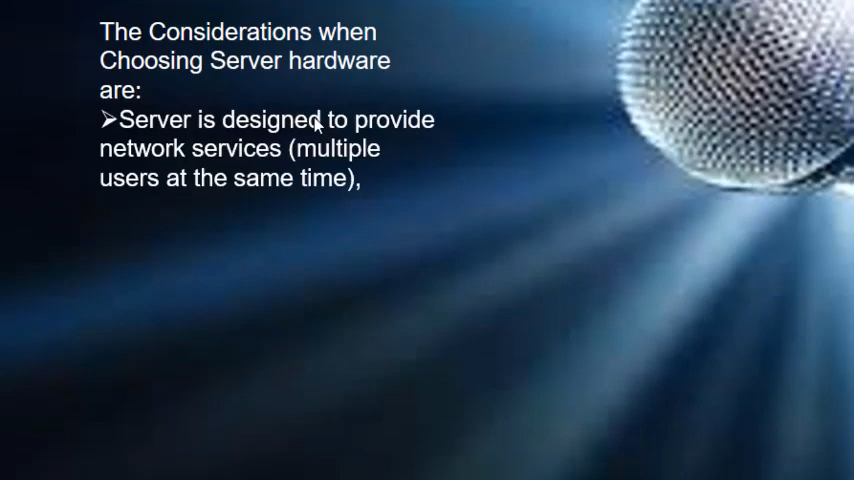 The Considerations when
Choosing Server hardware
are:
➢Server is designed to provide
network services (multiple
users at the same time),